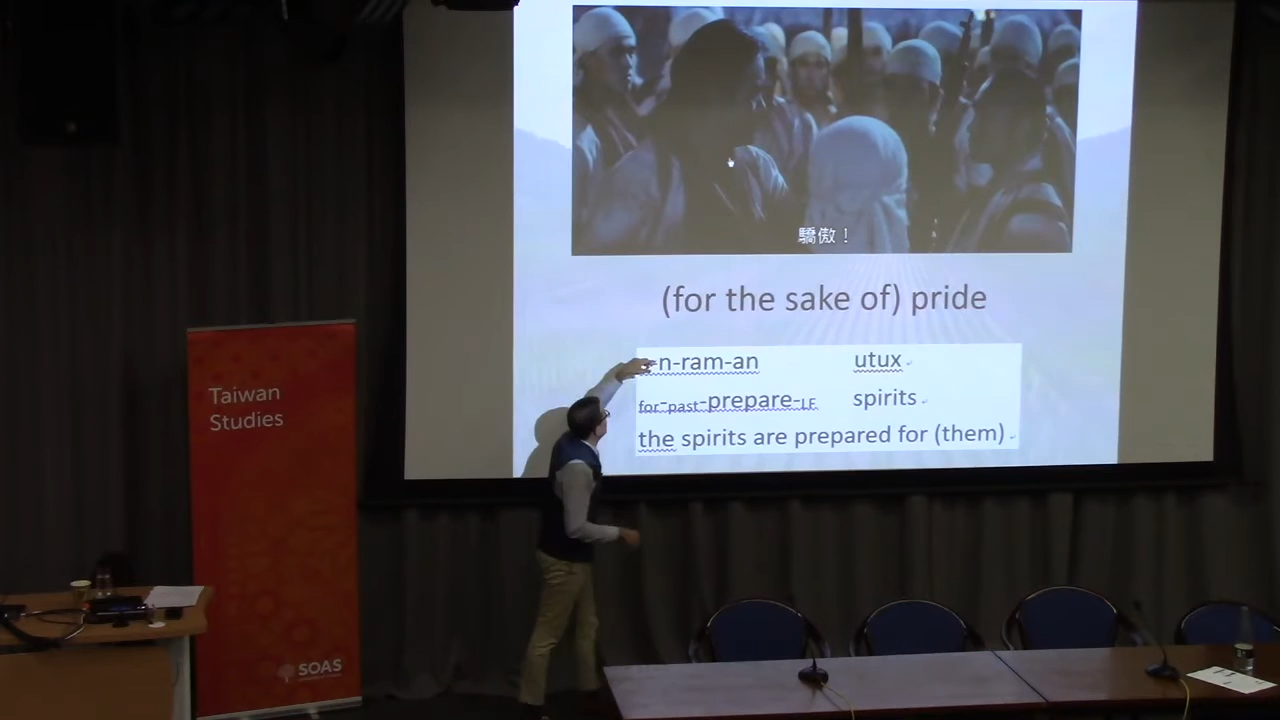 驕傲！
(for the sake of) pride
-n-ram-an utux
for-past-prepare-LF spirits
the spirits are prepared for (them)
Taiwan
Studies
SOAS